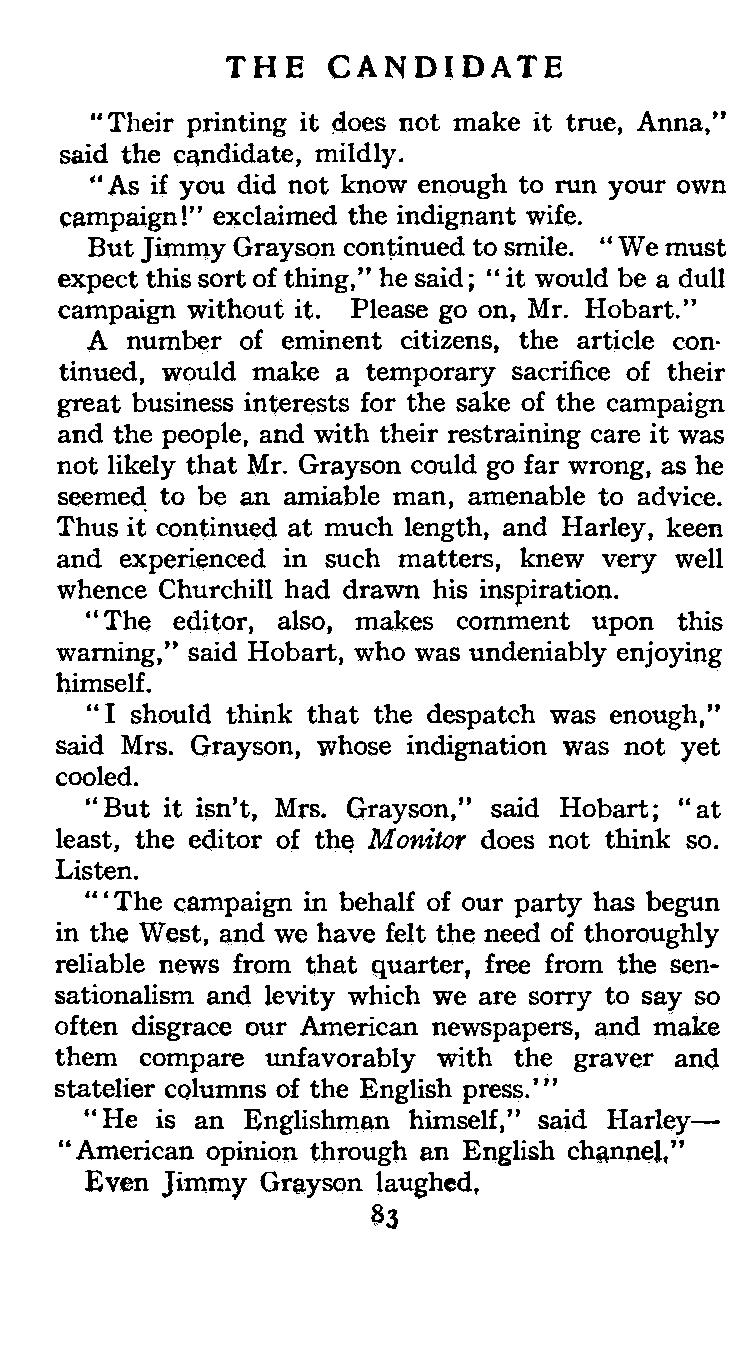 THE CANDIDATE
“Their printing it does not make it true, Anna,”
said the candidate, mildly.
“As if you did not know enough to run your own
campaign!” exclaimed the indignant wife.
But Jimmy Grayson continued to smile. “We must
expect this sort of thing,” he said; “it would be a dull
campaign without it. Please go on, Mr. Hobart.”
A number of eminent citizens, the article con-
tinued, would make a temporary sacrifice of their
great business interests for the sake of the campaign
and the people, and with their restraining care it was
not likely that Mr. Grayson could go far wrong, as he
seemed to be an amiable man, amenable to advice.
Thus it continued at much length, and Harley, keen
and experienced in such matters, knew very well
whence Churchill had drawn his inspiration.
“The editor, also, makes comment upon this
warning,” said Hobart, who was undeniably enjoying
himself.
“I should think that the despatch was enough,”
said Mrs. Grayson, whose indignation was not yet
cooled.
“But it isn’t, Mrs. Grayson,” said Hobart; “at
least, the editor of the Monitor does not think so.
Listen.
“‘The campaign in behalf of our party has begun
in the West, and we have felt the need of thoroughly
reliable news from that quarter, free from the sen-
sationalism and levity which we are sorry to say so
often disgrace our American newspapers, and make
them compare unfavorably with the graver and
statelier columns of the English press.’”
“He is an Englishman himself,” said Harley—
“American opinion through an English channel.”
Even Jimmy Grayson laughed.
83